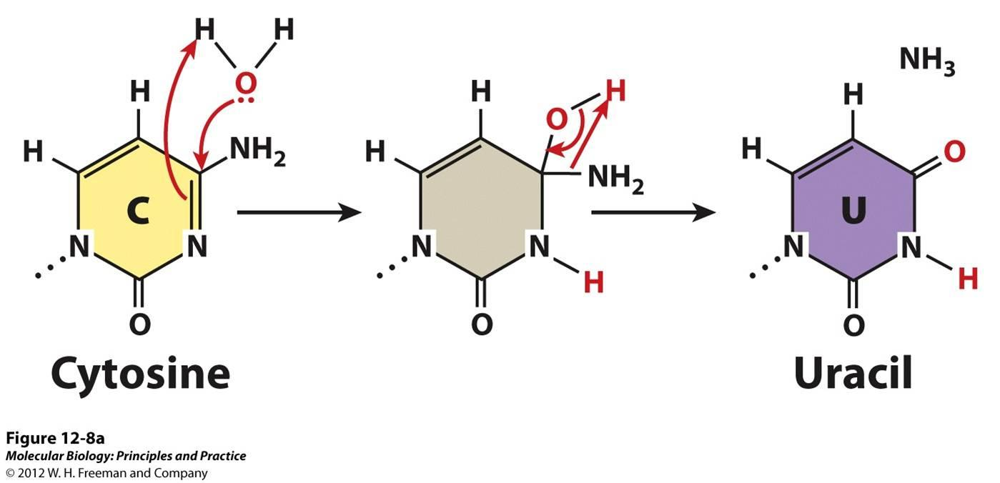 H H
O
H
H NH₂
C
N N
O
Cytosine
H
H
O H
NH₂
N N
H
O
NH₃
H
H O
U
N N
H
O
Uracil
Figure 12-8a
Molecular Biology: Principles and Practice
© 2012 W. H. Freeman and Company